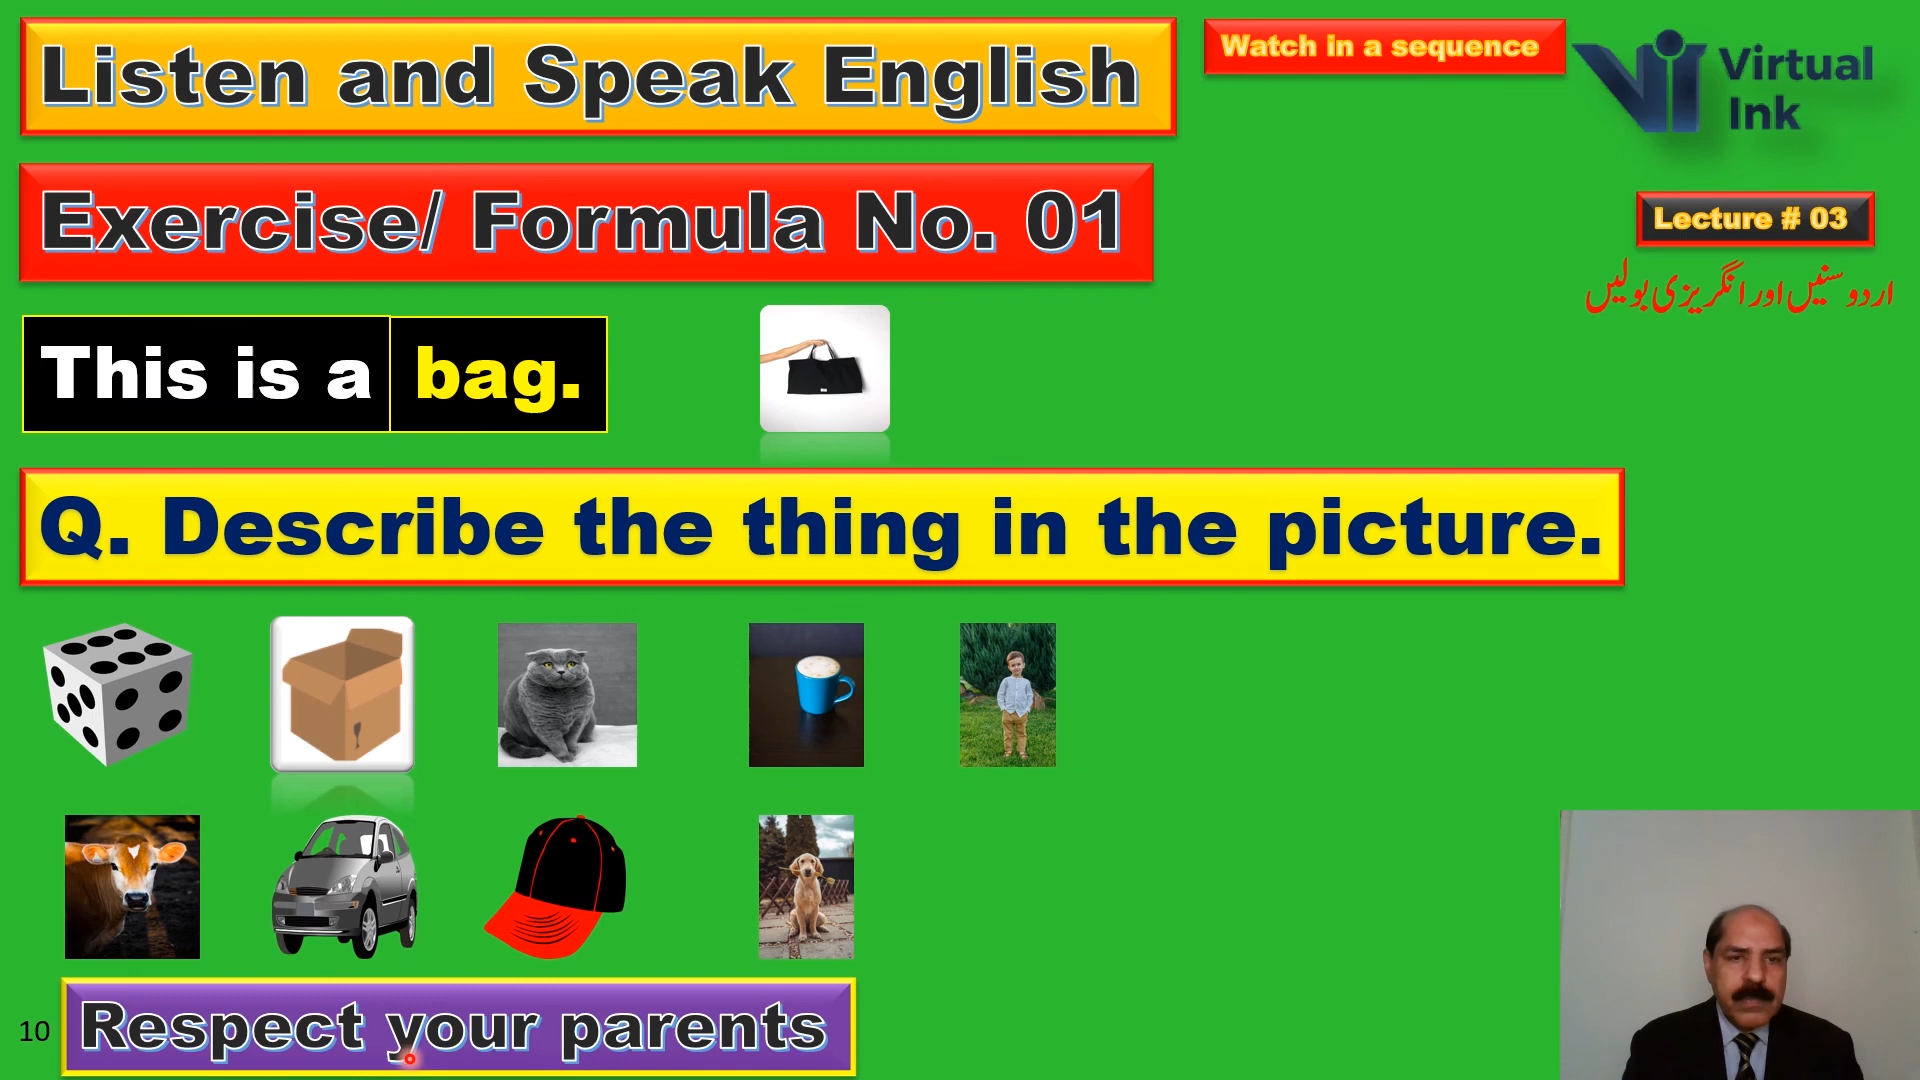 Listen and Speak English
Watch in a sequence
Virtual
Ink
Exercise/ Formula No. 01
Lecture # 03
اردو سنیں اور انگریزی بولیں
This is a bag.
Q. Describe the thing in the picture.
10
Respect your parents